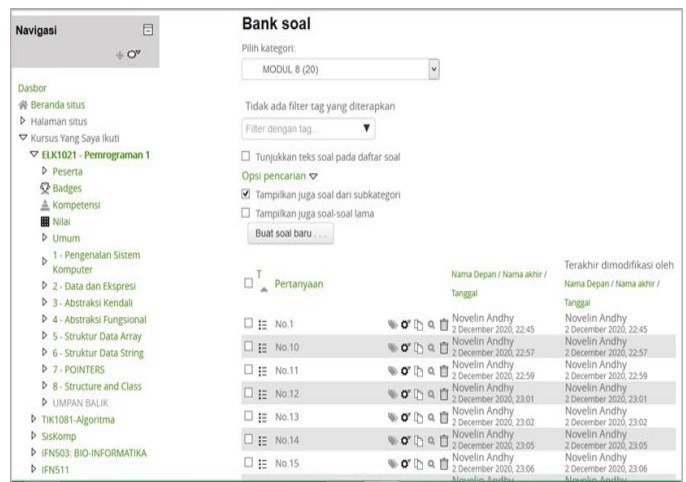 Navigasi
Dasbor
Beranda situs
Halaman situs
Kursus Yang Saya Ikuti
ELK1021 - Pemrograman 1
Peserta
Badges
Kompetensi
Nilai
Umum
1 - Pengenalan Sistem
Komputer
2 - Data dan Ekspresi
3 - Abstraksi Kendali
4 - Abstraksi Fungsional
5 - Struktur Data Array
6 - Struktur Data String
7 - POINTERS
8 - Structure and Class
UMPAN BALIK
TIK1081-Algoritma
SisKomp
IFN503: BIO-INFORMATIKA
IFN511
Bank soal
Pilih kategori:
MODUL 8 (20)
Tidak ada filter tag yang diterapkan
Filter dengan tag...
Tunjukkan teks soal pada daftar soal
Opsi pencarian
Tampilkan juga soal dari subkategori
Tampilkan juga soal-soal lama
Buat soal baru . . .
T Pertanyaan
Nama Depan / Nama akhir /
Tanggal
Terakhir dimodifikasi oleh
Nama Depan / Nama akhir /
Tanggal
No.1 Novelin Andhy Novelin Andhy
2 December 2020, 22:45 2 December 2020, 22:45
No.10 Novelin Andhy Novelin Andhy
2 December 2020, 22:57 2 December 2020, 22:57
No.11 Novelin Andhy Novelin Andhy
2 December 2020, 22:59 2 December 2020, 22:59
No.12 Novelin Andhy Novelin Andhy
2 December 2020, 23:01 2 December 2020, 23:01
No.13 Novelin Andhy Novelin Andhy
2 December 2020, 23:02 2 December 2020, 23:02
No.14 Novelin Andhy Novelin Andhy
2 December 2020, 23:05 2 December 2020, 23:05
No.15 Novelin Andhy Novelin Andhy
2 December 2020, 23:06 2 December 2020, 23:06